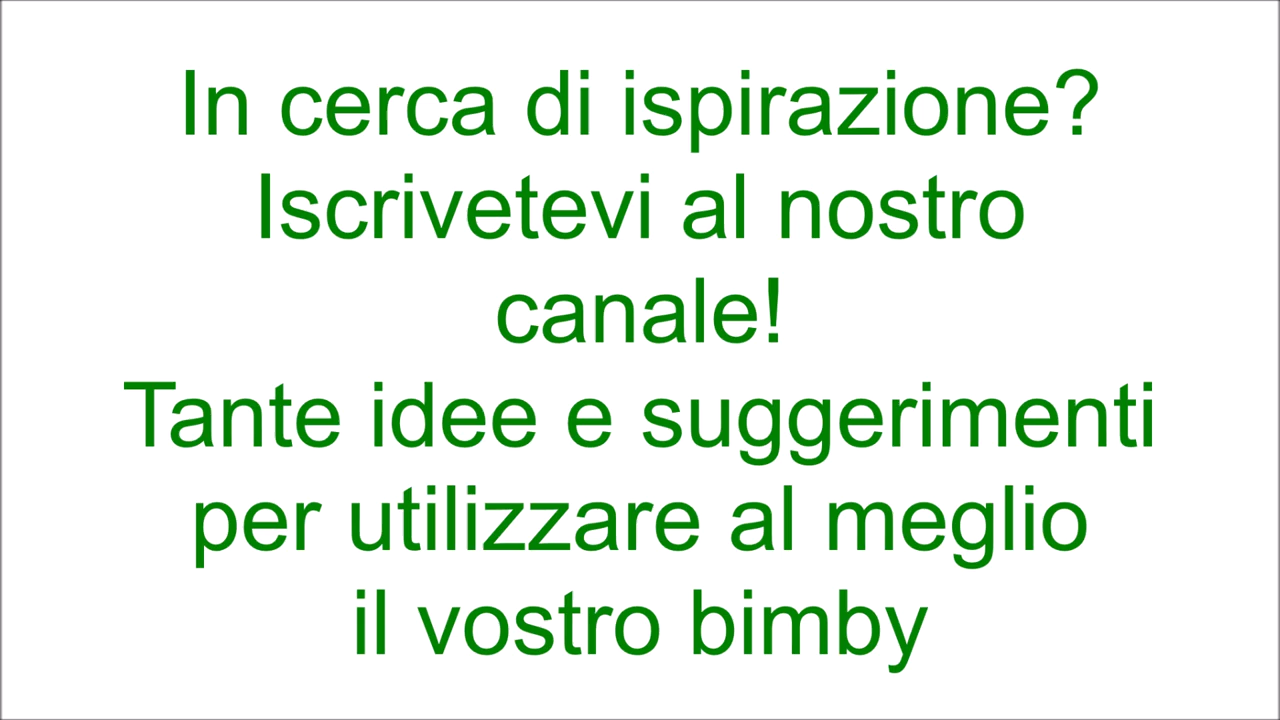 In cerca di ispirazione?
Iscrivetevi al nostro
canale!
Tante idee e suggerimenti
per utilizzare al meglio
il vostro bimby